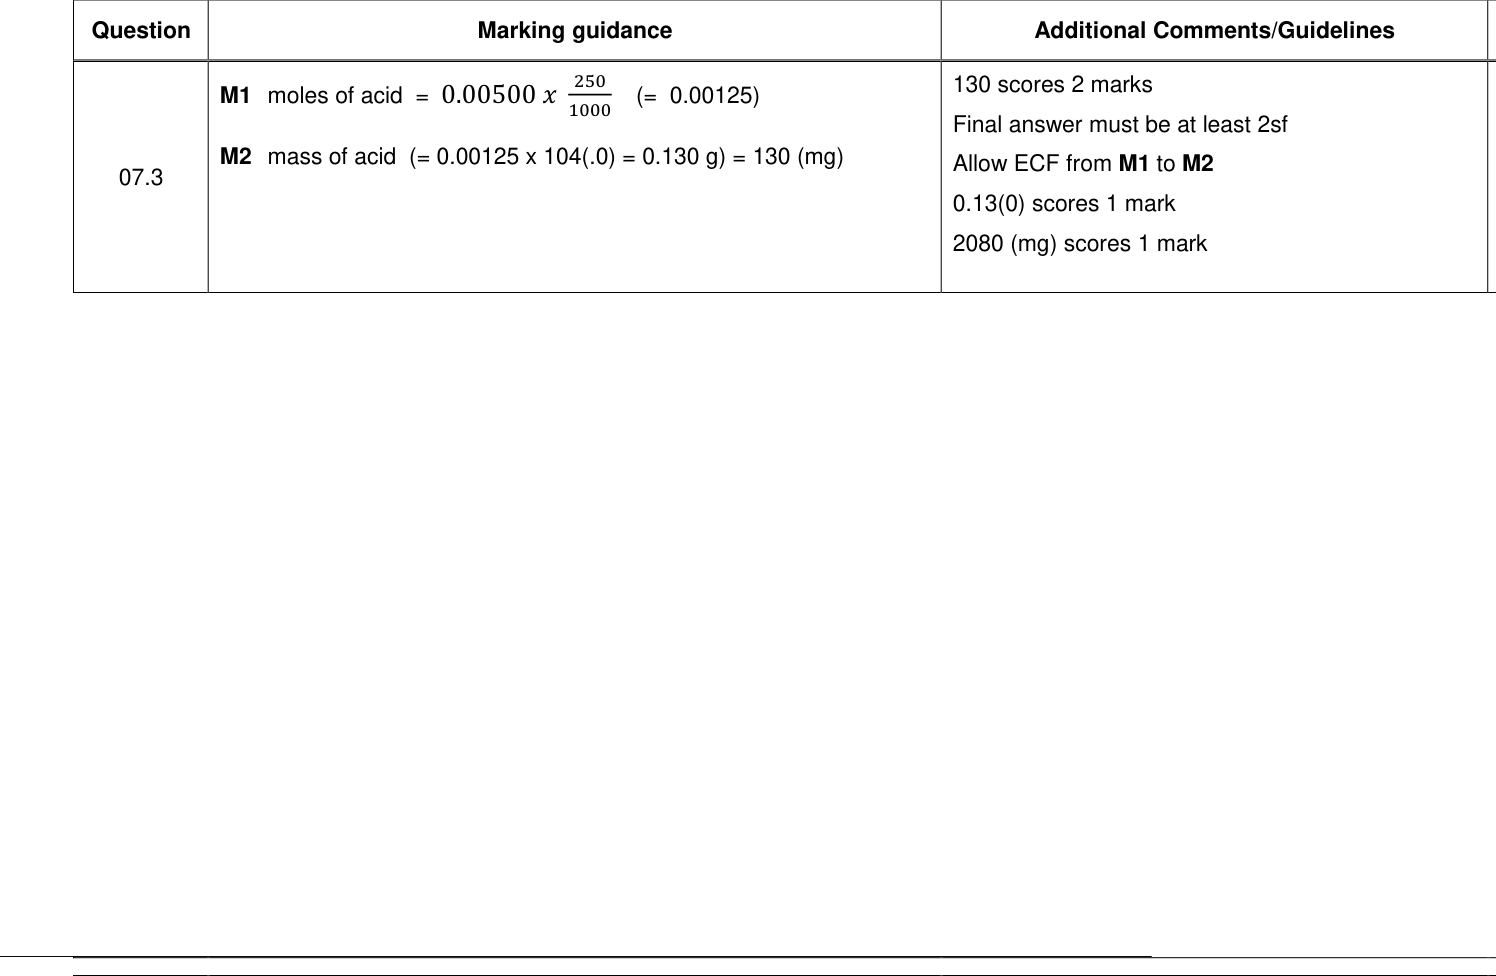 Question Marking guidance Additional Comments/Guidelines
07.3
M1 moles of acid = 0.00500 x 250/1000 (= 0.00125)
M2 mass of acid (= 0.00125 x 104(.0) = 0.130 g) = 130 (mg)
130 scores 2 marks
Final answer must be at least 2sf
Allow ECF from M1 to M2
0.13(0) scores 1 mark
2080 (mg) scores 1 mark